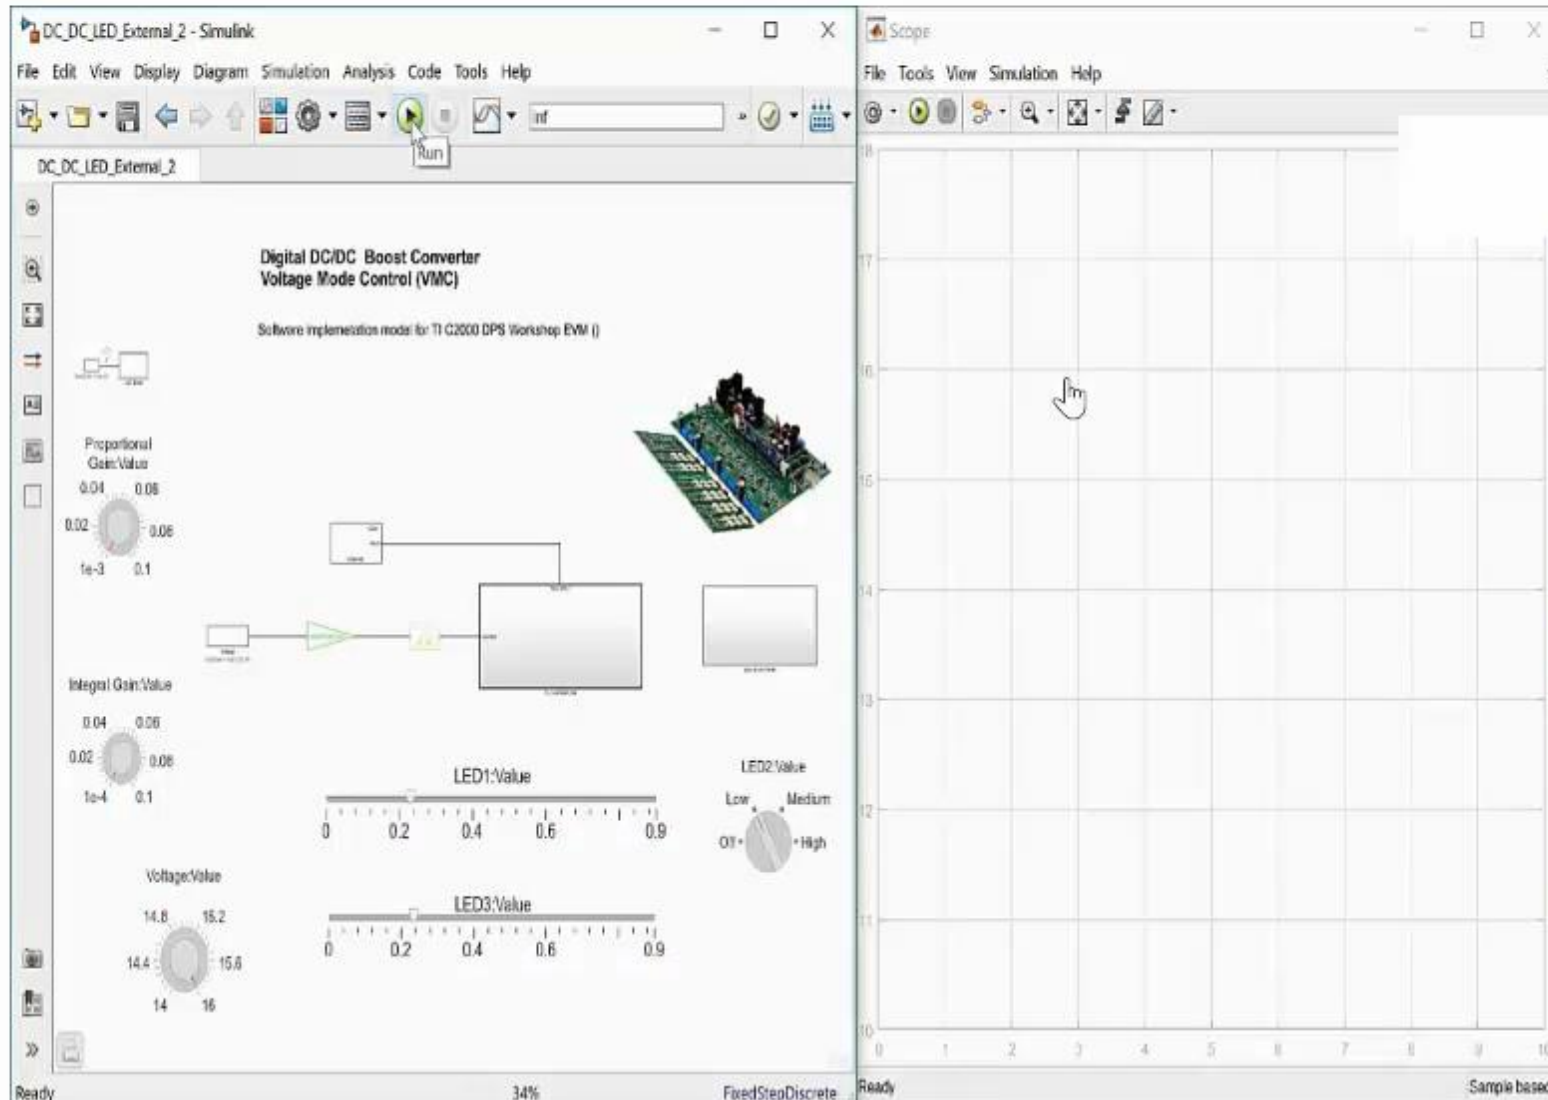 DC_DC_LED_External_2 - Simulink
File Edit View Display Diagram Simulation Analysis Code Tools Help
inf
Run
DC_DC_LED_External_2
Digital DC/DC Boost Converter
Voltage Mode Control (VMC)
Software implemetation model for TI C2000 DPS Workshop EVM ()
Proportional
Gain:Value
0.04 0.06
0.02 0.08
1e-3 0.1
Integral Gain:Value
0.04 0.06
0.02 0.08
1e-4 0.1
LED1:Value
0 0.2 0.4 0.6 0.9
LED2:Value
Low Medium
Off High
Voltage:Value
14.8 15.2
14.4 15.6
14 16
LED3:Value
0 0.2 0.4 0.6 0.9
Ready 34% FixedStepDiscrete
Scope
File Tools View Simulation Help
18
17
16
15
14
13
12
11
10
0 1 2 3 4 5 6 7 8 9 10
Ready Sample based